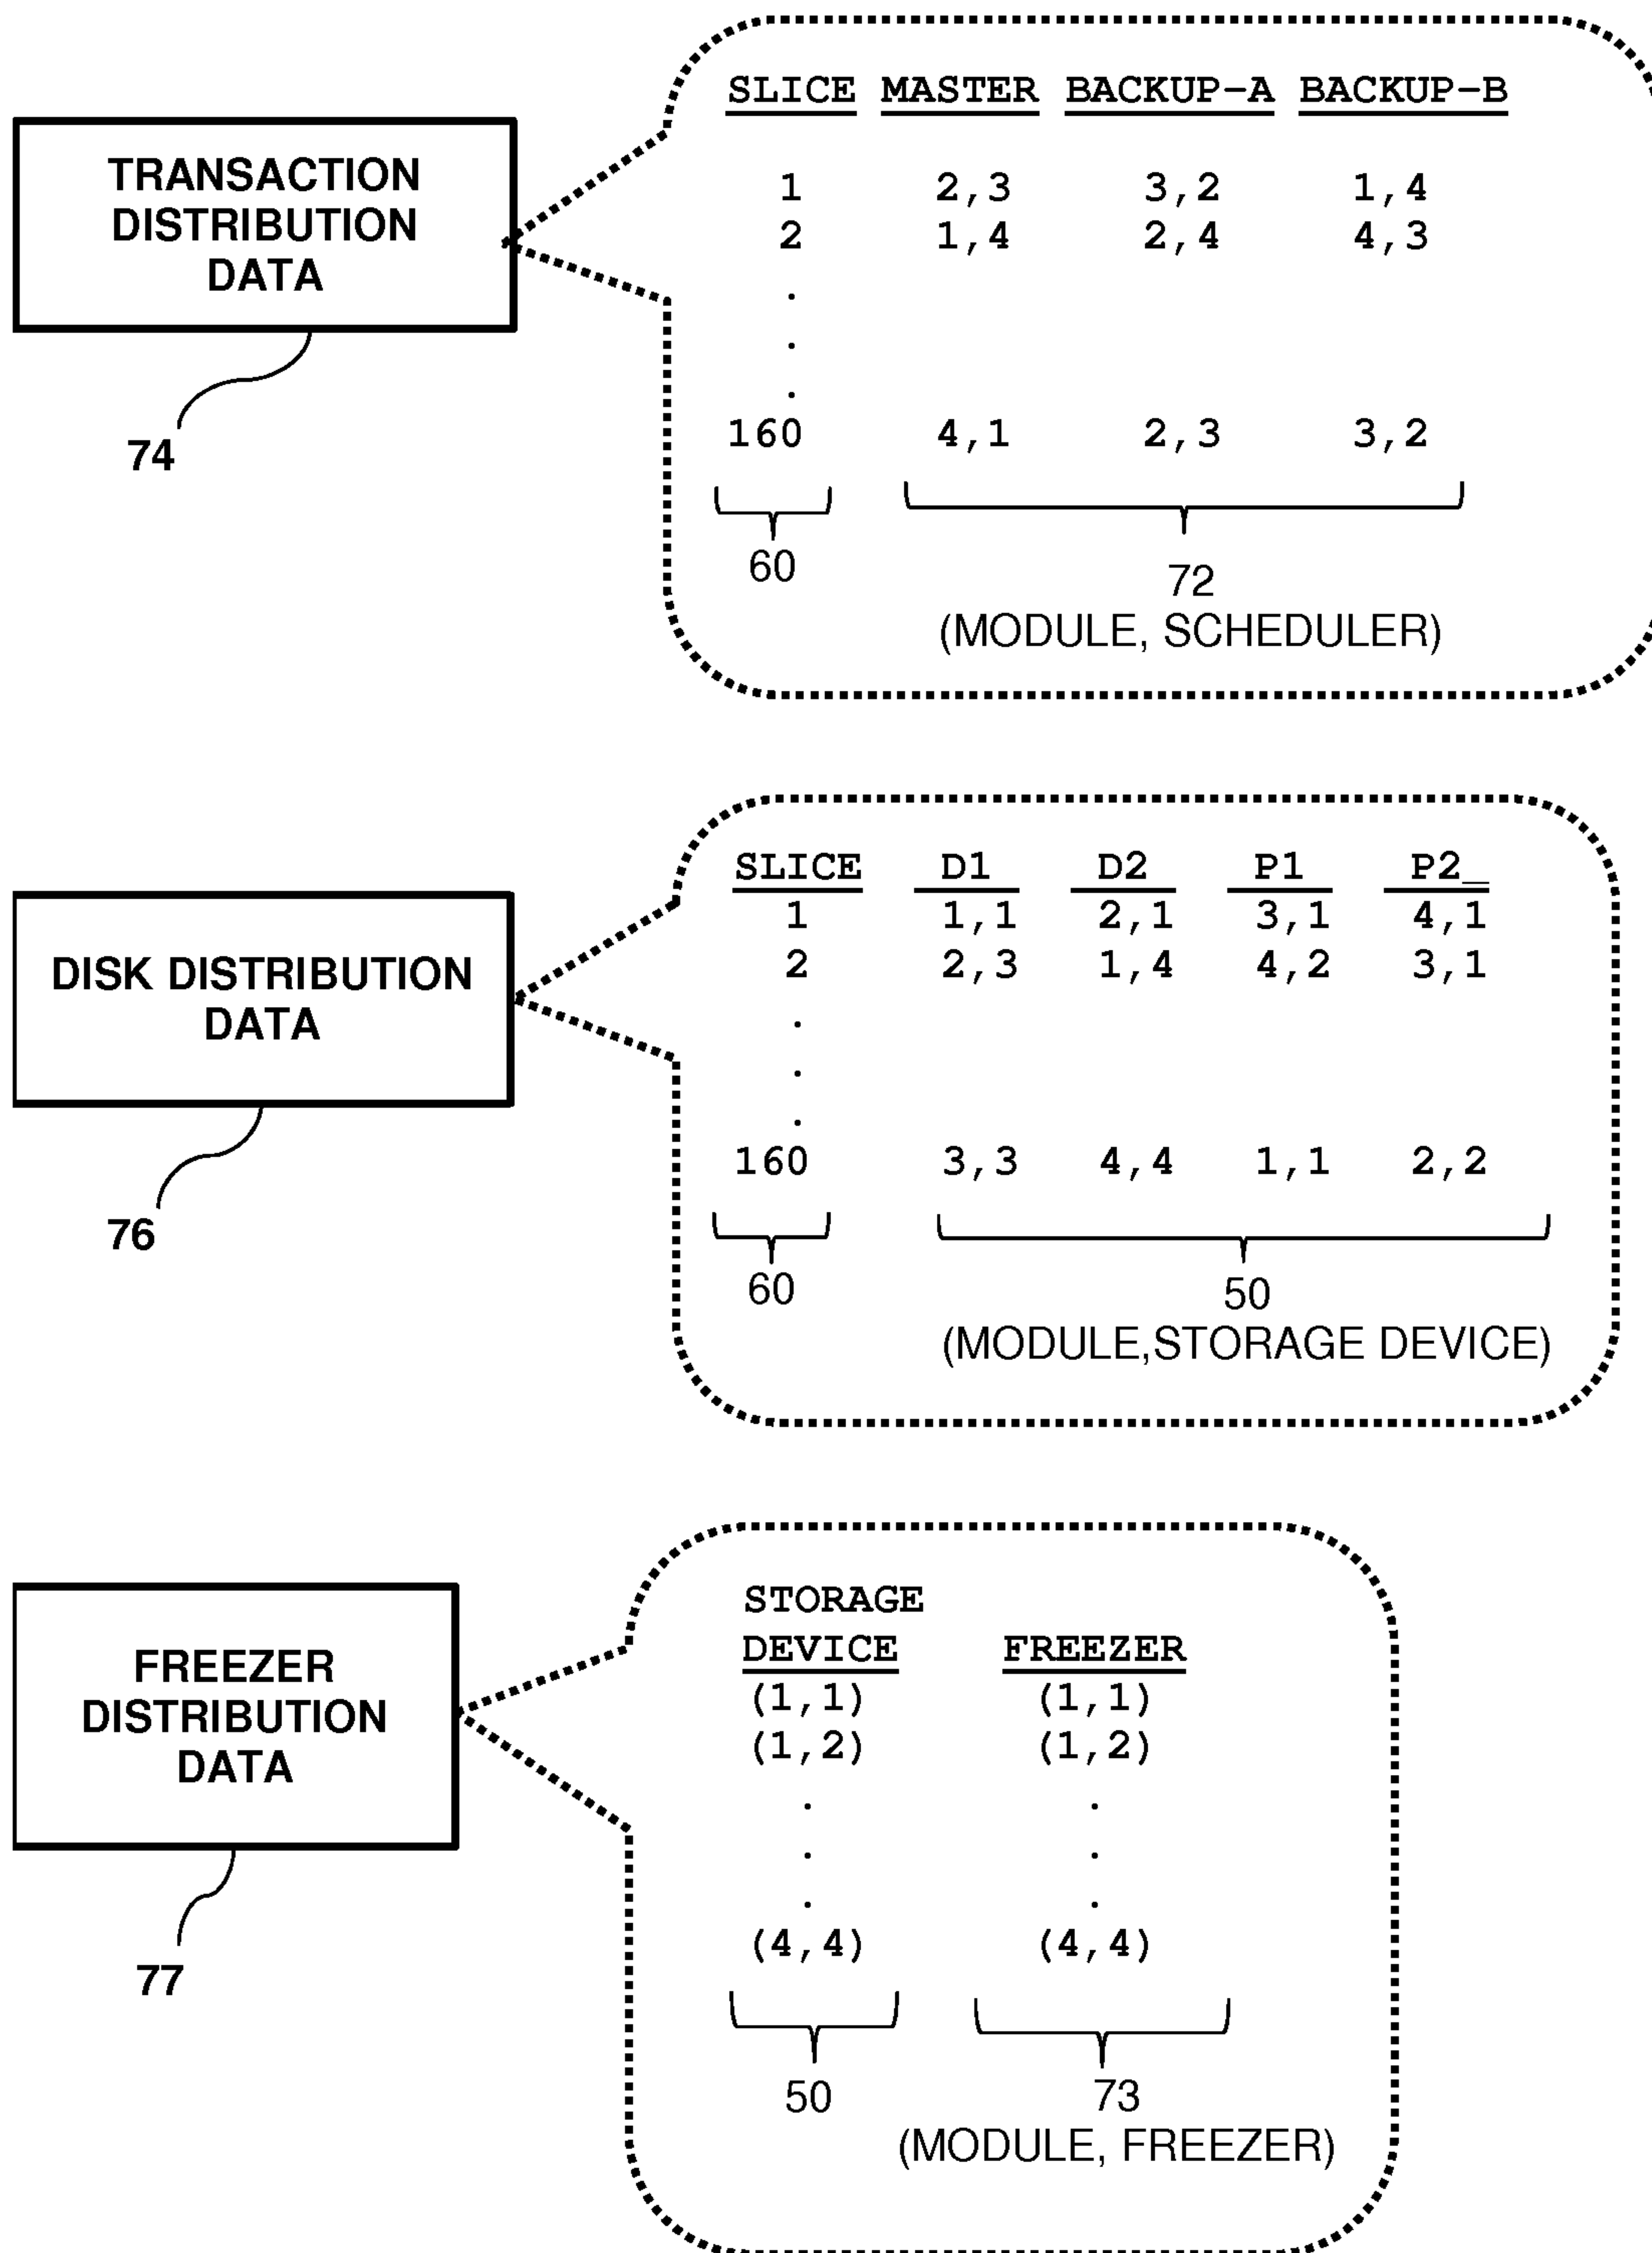 TRANSACTION
DISTRIBUTION
DATA
74
SLICE MASTER BACKUP-A BACKUP-B
1 2,3 3,2 1,4
2 1,4 2,4 4,3
.
.
.
160 4,1 2,3 3,2
60
72
(MODULE, SCHEDULER)
DISK DISTRIBUTION
DATA
76
SLICE D1 D2 P1 P2_
1 1,1 2,1 3,1 4,1
2 2,3 1,4 4,2 3,1
.
.
.
160 3,3 4,4 1,1 2,2
60
50
(MODULE,STORAGE DEVICE)
FREEZER
DISTRIBUTION
DATA
77
STORAGE
DEVICE FREEZER
(1,1) (1,1)
(1,2) (1,2)
. .
. .
. .
(4,4) (4,4)
50 73
(MODULE, FREEZER)